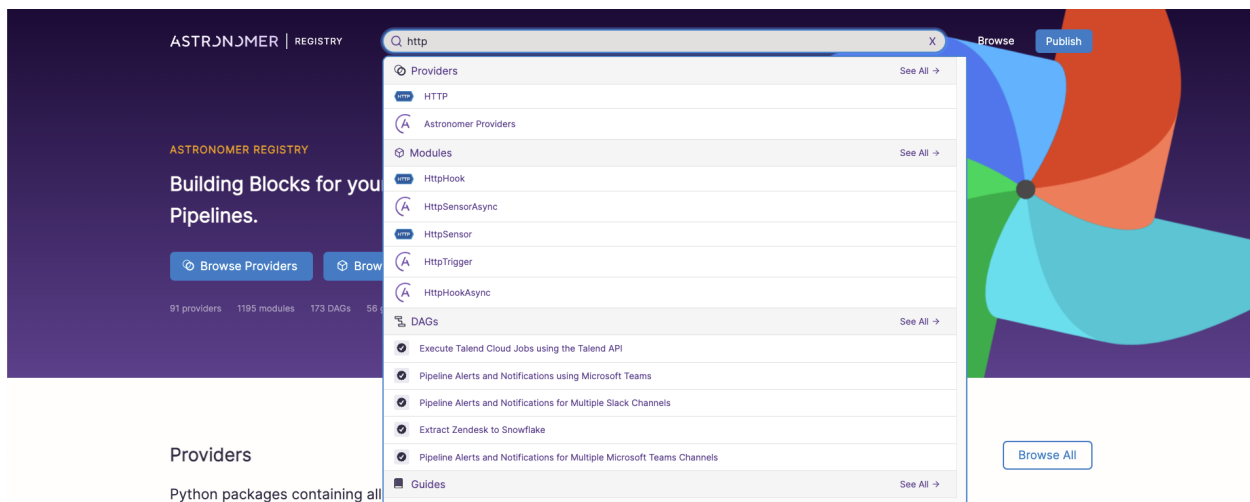 ASTRONOMER | REGISTRY
http
X
Browse
Publish
Providers
See All →
HTTP HTTP
Astronomer Providers
Modules
See All →
HTTP HttpHook
HttpSensorAsync
HTTP HttpSensor
HttpTrigger
HttpHookAsync
DAGs
See All →
Execute Talend Cloud Jobs using the Talend API
Pipeline Alerts and Notifications using Microsoft Teams
Pipeline Alerts and Notifications for Multiple Slack Channels
Extract Zendesk to Snowflake
Pipeline Alerts and Notifications for Multiple Microsoft Teams Channels
Guides
See All →
ASTRONOMER REGISTRY
Building Blocks for you
Pipelines.
Browse Providers
Brow
91 providers 1195 modules 173 DAGs 56 g
Providers
Browse All
Python packages containing all